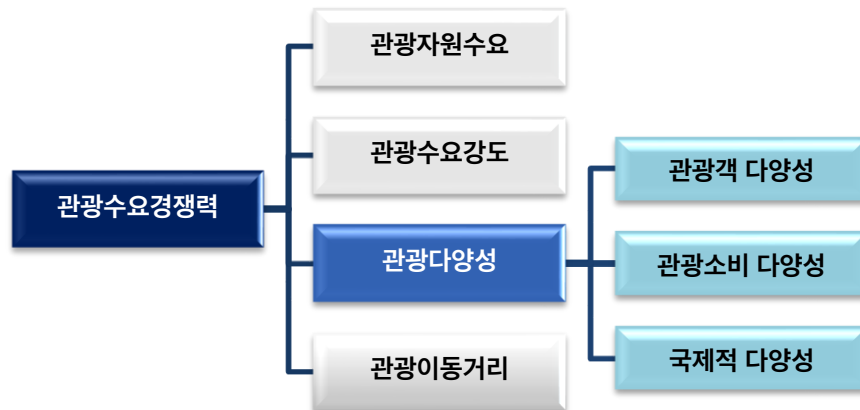 관광수요경쟁력
관광자원수요
관광수요강도
관광다양성
관광이동거리
관광객 다양성
관광소비 다양성
국제적 다양성